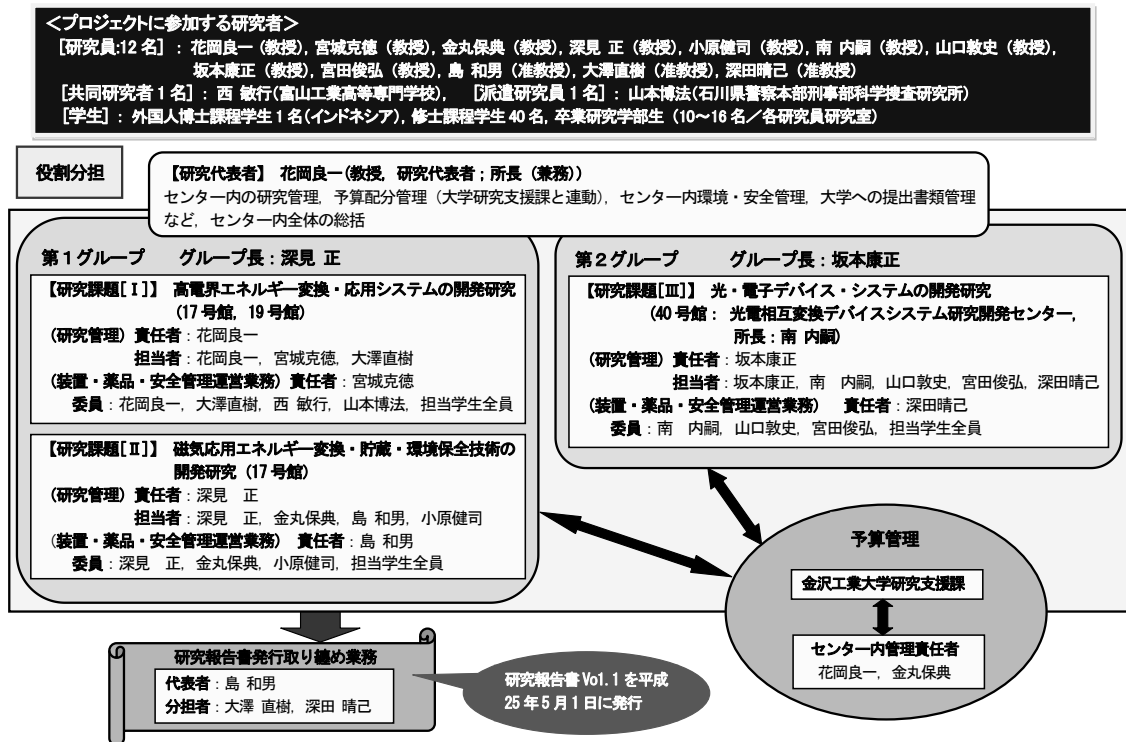 ＜プロジェクトに参加する研究者＞
［研究員:12 名］：花岡良一（教授），宮城克徳（教授），金丸保典（教授），深見 正（教授），小原健司（教授），南 内嗣（教授），山口敦史（教授），
坂本康正（教授），宮田俊弘（教授），島 和男（准教授），大澤直樹（准教授），深田晴己（准教授）
［共同研究者 1 名］：西 敏行(富山工業高等専門学校)， ［派遣研究員 1 名］：山本博法(石川県警察本部刑事部科学捜査研究所)
［学生］：外国人博士課程学生 1 名(インドネシア)，修士課程学生 40 名，卒業研究学部生（10～16 名／各研究員研究室）
役割分担
【研究代表者】 花岡良一(教授，研究代表者；所長（兼務）)
センター内の研究管理，予算配分管理（大学研究支援課と連動），センター内環境・安全管理，大学への提出書類管理
など，センター内全体の総括
第１グループ グループ長：深見 正
【研究課題[Ⅰ]】 高電界エネルギー変換・応用システムの開発研究
(17 号館，19 号館)
(研究管理) 責任者：花岡良一
担当者：花岡良一，宮城克徳，大澤直樹
(装置・薬品・安全管理運営業務) 責任者：宮城克徳
委員：花岡良一，大澤直樹，西 敏行，山本博法，担当学生全員
【研究課題[Ⅱ]】 磁気応用エネルギー変換・貯蔵・環境保全技術の
開発研究（17 号館）
(研究管理) 責任者：深見 正
担当者：深見 正，金丸保典，島 和男，小原健司
(装置・薬品・安全管理運営業務) 責任者：島 和男
委員：深見 正，金丸保典，小原健司，担当学生全員
第２グループ グループ長：坂本康正
【研究課題[Ⅲ]】 光・電子デバイス・システムの開発研究
(40 号館： 光電相互変換デバイスシステム研究開発センター，
所長：南 内嗣)
(研究管理) 責任者：坂本康正
担当者：坂本康正，南 内嗣，山口敦史，宮田俊弘，深田晴己
(装置・薬品・安全管理運営業務) 責任者：深田晴己
委員：南 内嗣，山口敦史，宮田俊弘，担当学生全員
予算管理
金沢工業大学研究支援課
センター内管理責任者
花岡良一，金丸保典
研究報告書発行取り纏め業務
代表者：島 和男
分担者：大澤 直樹，深田 晴己
研究報告書 Vol.1 を平成
25 年 5 月 1 日に発行